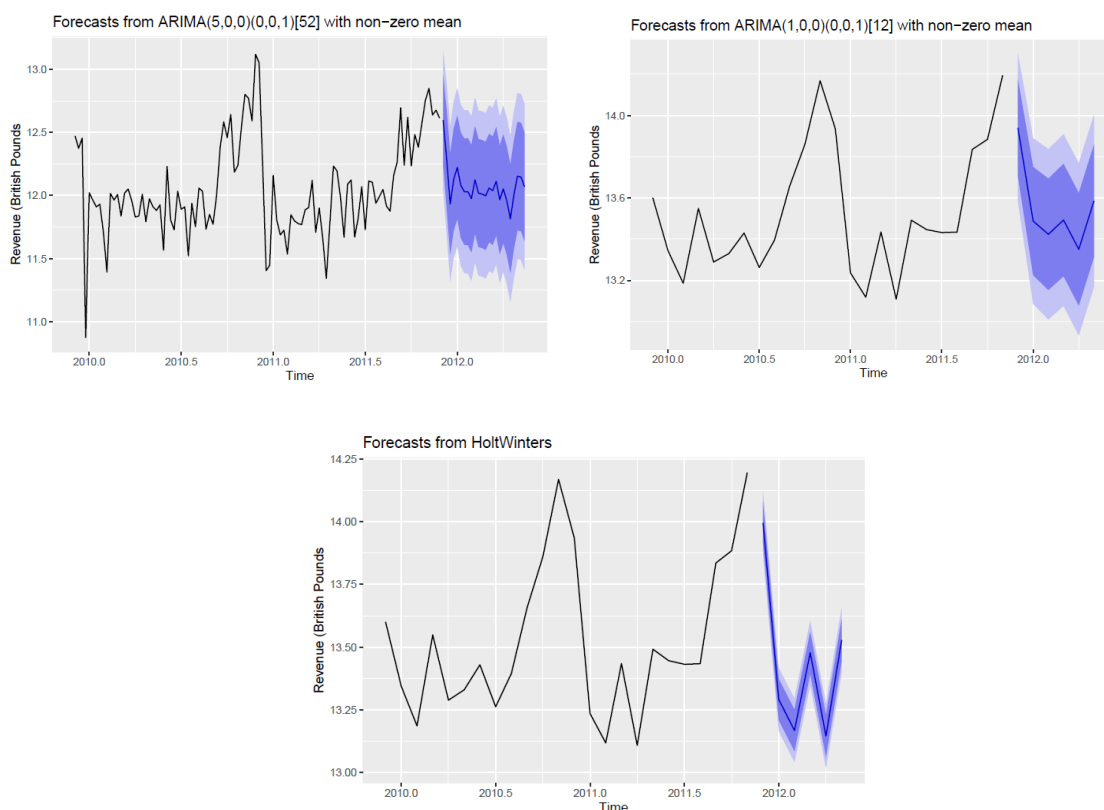 Forecasts from ARIMA(5,0,0)(0,0,1)[52] with non-zero mean
13.0
12.5
12.0
11.5
11.0
Revenue (British Pounds
2010.0 2010.5 2011.0 2011.5 2012.0
Time
Forecasts from ARIMA(1,0,0)(0,0,1)[12] with non-zero mean
14.0
13.6
13.2
Revenue (British Pounds
2010.0 2010.5 2011.0 2011.5 2012.0
Time
Forecasts from HoltWinters
14.25
14.00
13.75
13.50
13.25
13.00
Revenue (British Pounds
2010.0 2010.5 2011.0 2011.5 2012.0
Time